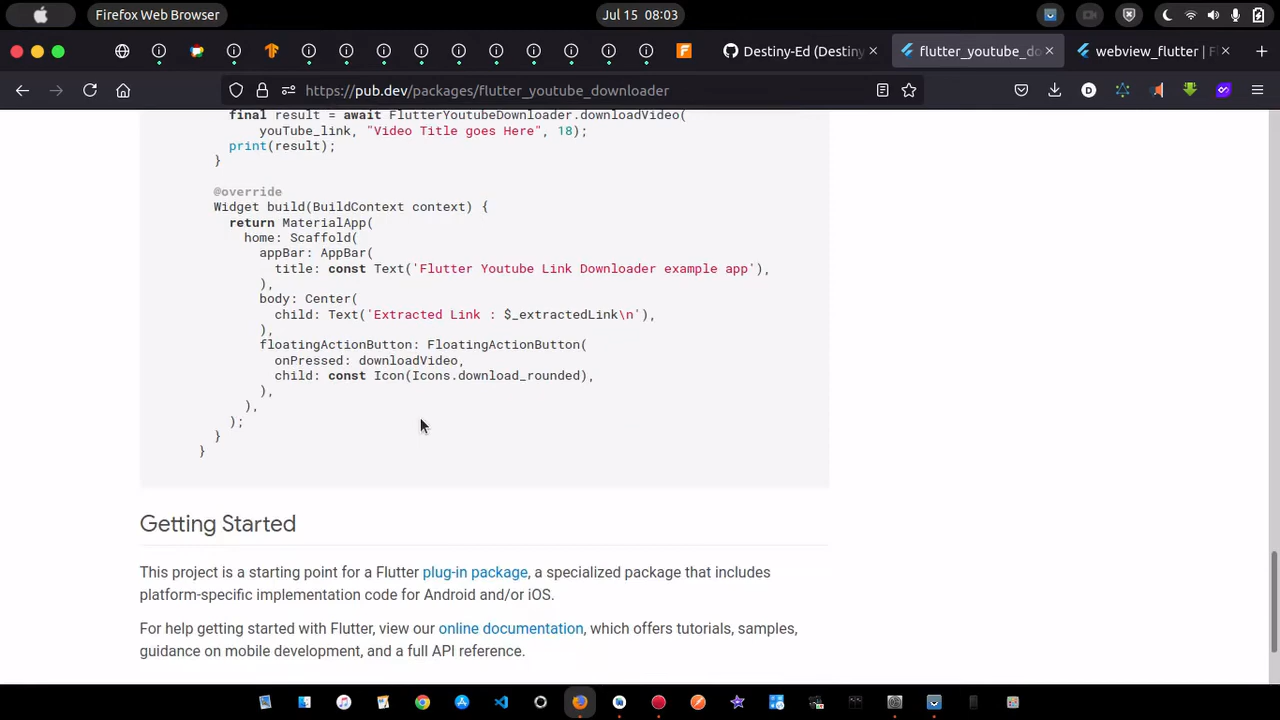 Firefox Web Browser
Jul 15 08:03
Destiny-Ed (Destiny
flutter_youtube_do
webview_flutter | Fl
https://pub.dev/packages/flutter_youtube_downloader
final result = await FlutterYoutubeDownloader.downloadVideo(
youTube_link, "Video Title goes Here", 18);
print(result);
}
@override
Widget build(BuildContext context) {
return MaterialApp(
home: Scaffold(
appBar: AppBar(
title: const Text('Flutter Youtube Link Downloader example app'),
),
body: Center(
child: Text('Extracted Link : $_extractedLink\n'),
),
floatingActionButton: FloatingActionButton(
onPressed: downloadVideo,
child: const Icon(Icons.download_rounded),
),
),
);
}
}
Getting Started
This project is a starting point for a Flutter plug-in package, a specialized package that includes
platform-specific implementation code for Android and/or iOS.
For help getting started with Flutter, view our online documentation, which offers tutorials, samples,
guidance on mobile development, and a full API reference.